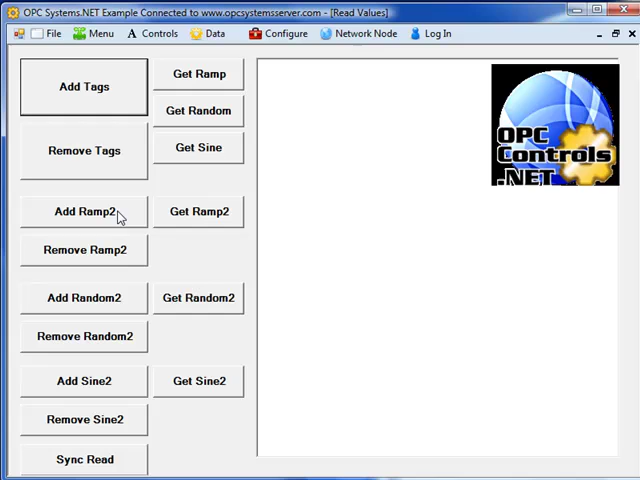 OPC Systems.NET Example Connected to www.opcsystemsserver.com - [Read Values]
File Menu A Controls Data Configure Network Node Log In
Add Tags Get Ramp
Get Random
Remove Tags Get Sine
Add Ramp2 Get Ramp2
Remove Ramp2
Add Random2 Get Random2
Remove Random2
Add Sine2 Get Sine2
Remove Sine2
Sync Read
OPC
Controls
.NET